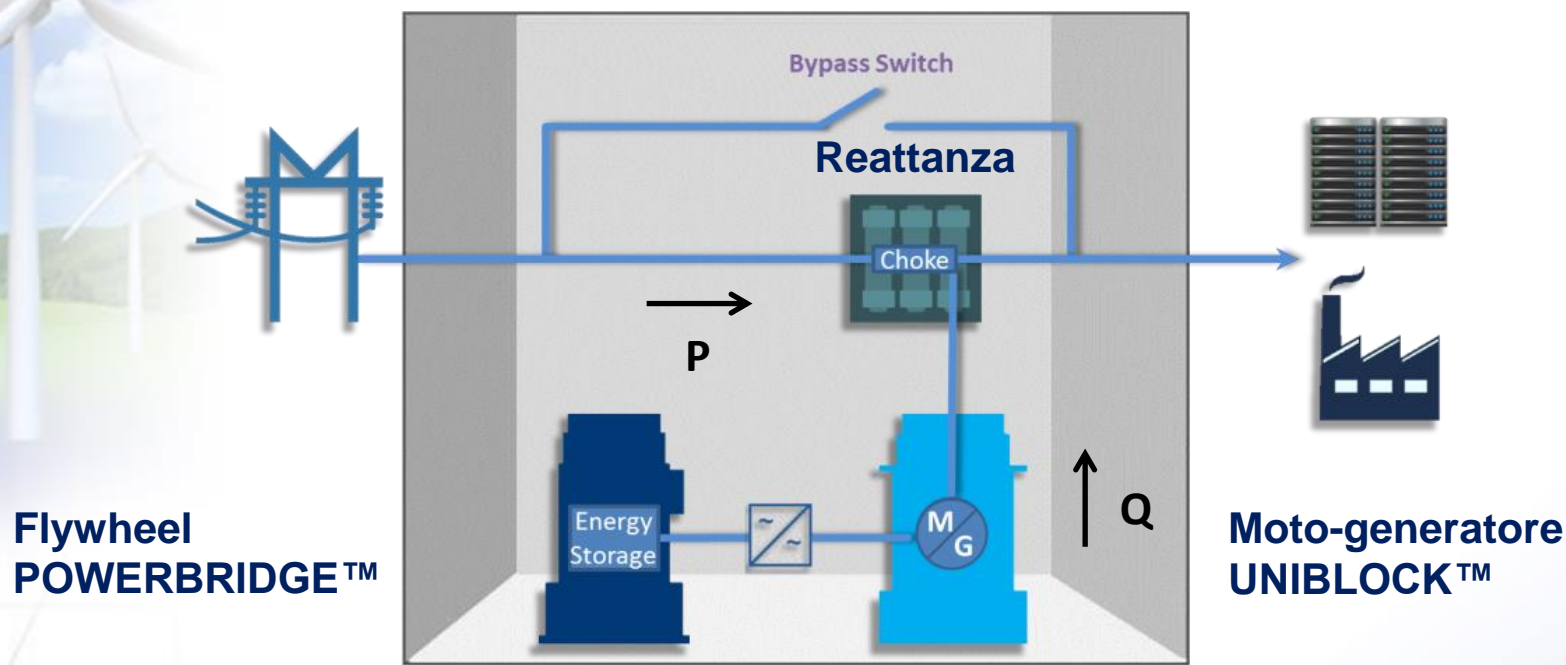 Bypass Switch
Reattanza
Choke
P
Energy
Storage
~
~
M
G
Q
Flywheel
POWERBRIDGE™
Moto-generatore
UNIBLOCK™